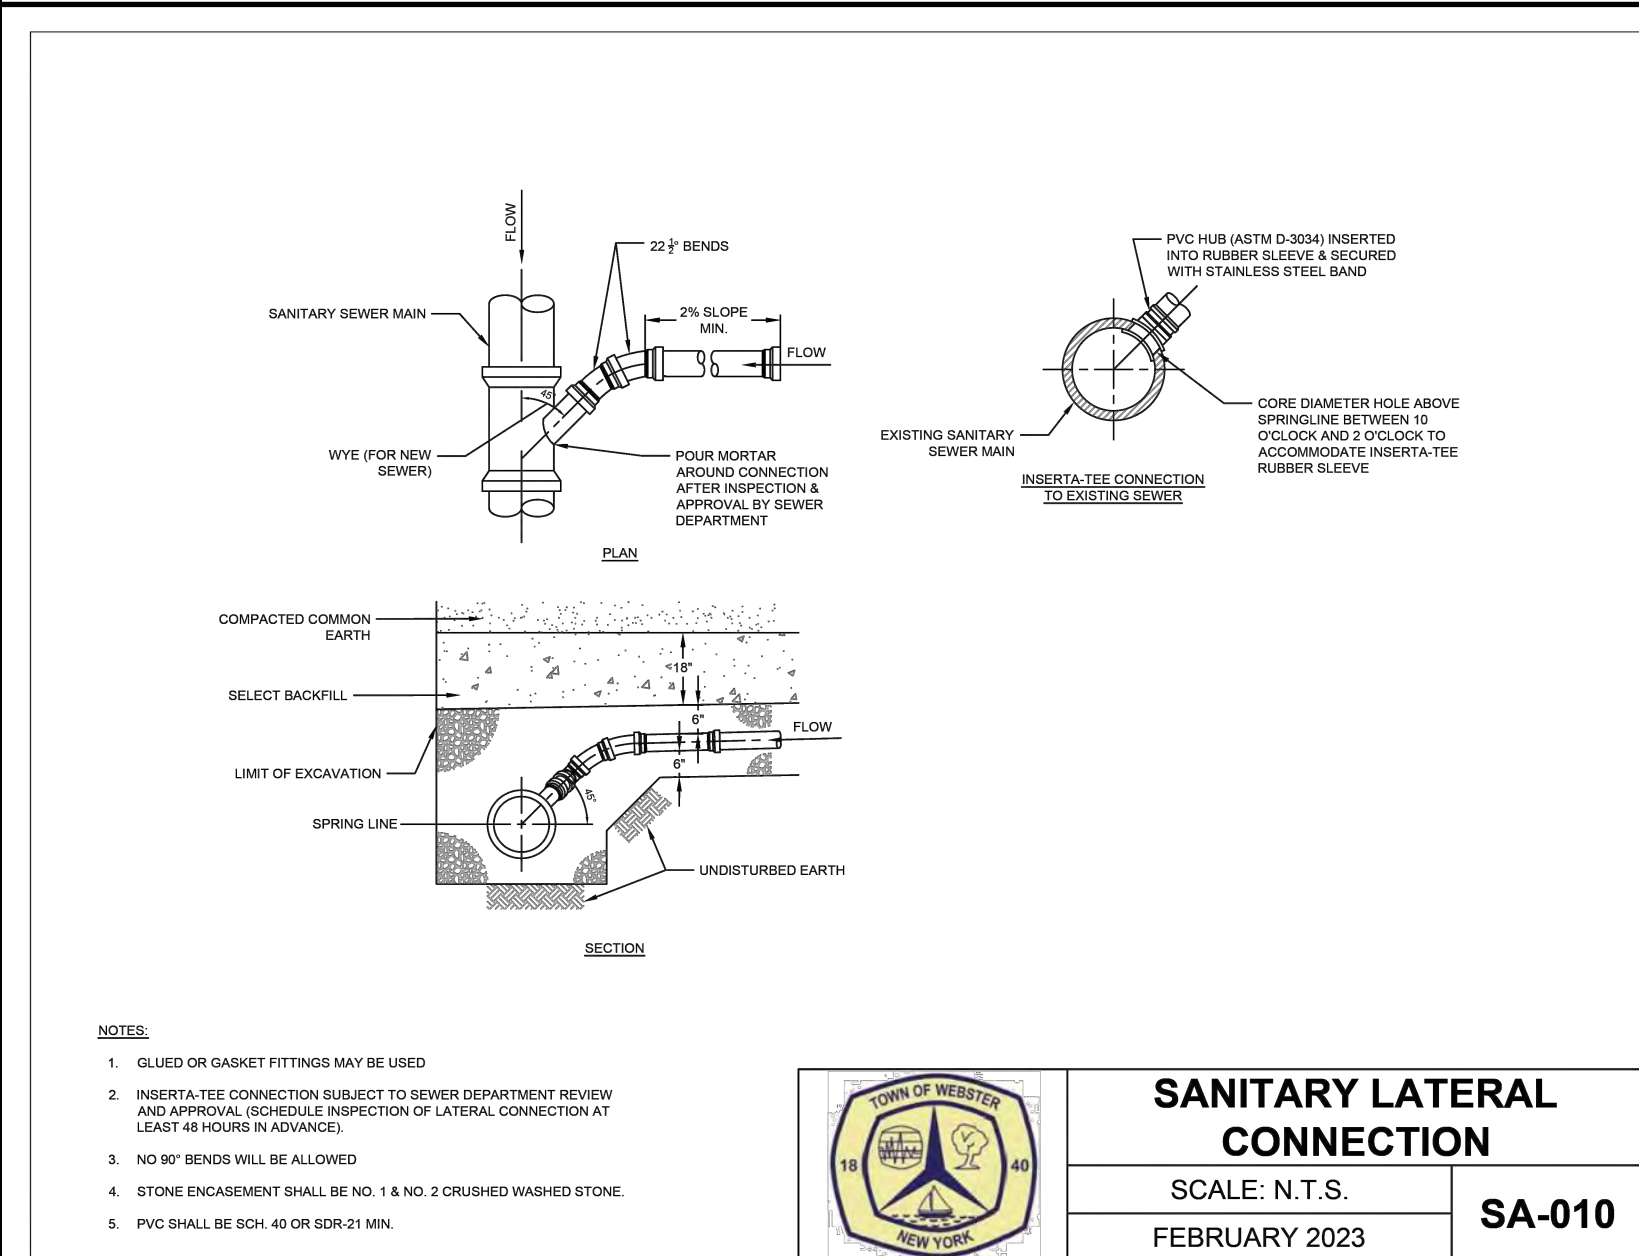 FLOW
22 ½° BENDS
SANITARY SEWER MAIN
2% SLOPE
MIN.
FLOW
45°
WYE (FOR NEW
SEWER)
POUR MORTAR
AROUND CONNECTION
AFTER INSPECTION &
APPROVAL BY SEWER
DEPARTMENT
PLAN
PVC HUB (ASTM D-3034) INSERTED
INTO RUBBER SLEEVE & SECURED
WITH STAINLESS STEEL BAND
CORE DIAMETER HOLE ABOVE
SPRINGLINE BETWEEN 10
O'CLOCK AND 2 O'CLOCK TO
ACCOMMODATE INSERTA-TEE
RUBBER SLEEVE
EXISTING SANITARY
SEWER MAIN
INSERTA-TEE CONNECTION
TO EXISTING SEWER
COMPACTED COMMON
EARTH
18"
SELECT BACKFILL
6"
FLOW
6"
LIMIT OF EXCAVATION
45°
SPRING LINE
UNDISTURBED EARTH
SECTION
NOTES:
1. GLUED OR GASKET FITTINGS MAY BE USED
2. INSERTA-TEE CONNECTION SUBJECT TO SEWER DEPARTMENT REVIEW
AND APPROVAL (SCHEDULE INSPECTION OF LATERAL CONNECTION AT
LEAST 48 HOURS IN ADVANCE).
3. NO 90° BENDS WILL BE ALLOWED
4. STONE ENCASEMENT SHALL BE NO. 1 & NO. 2 CRUSHED WASHED STONE.
5. PVC SHALL BE SCH. 40 OR SDR-21 MIN.
TOWN OF WEBSTER
18 40
NEW YORK
SANITARY LATERAL
CONNECTION
SCALE: N.T.S.
FEBRUARY 2023
SA-010